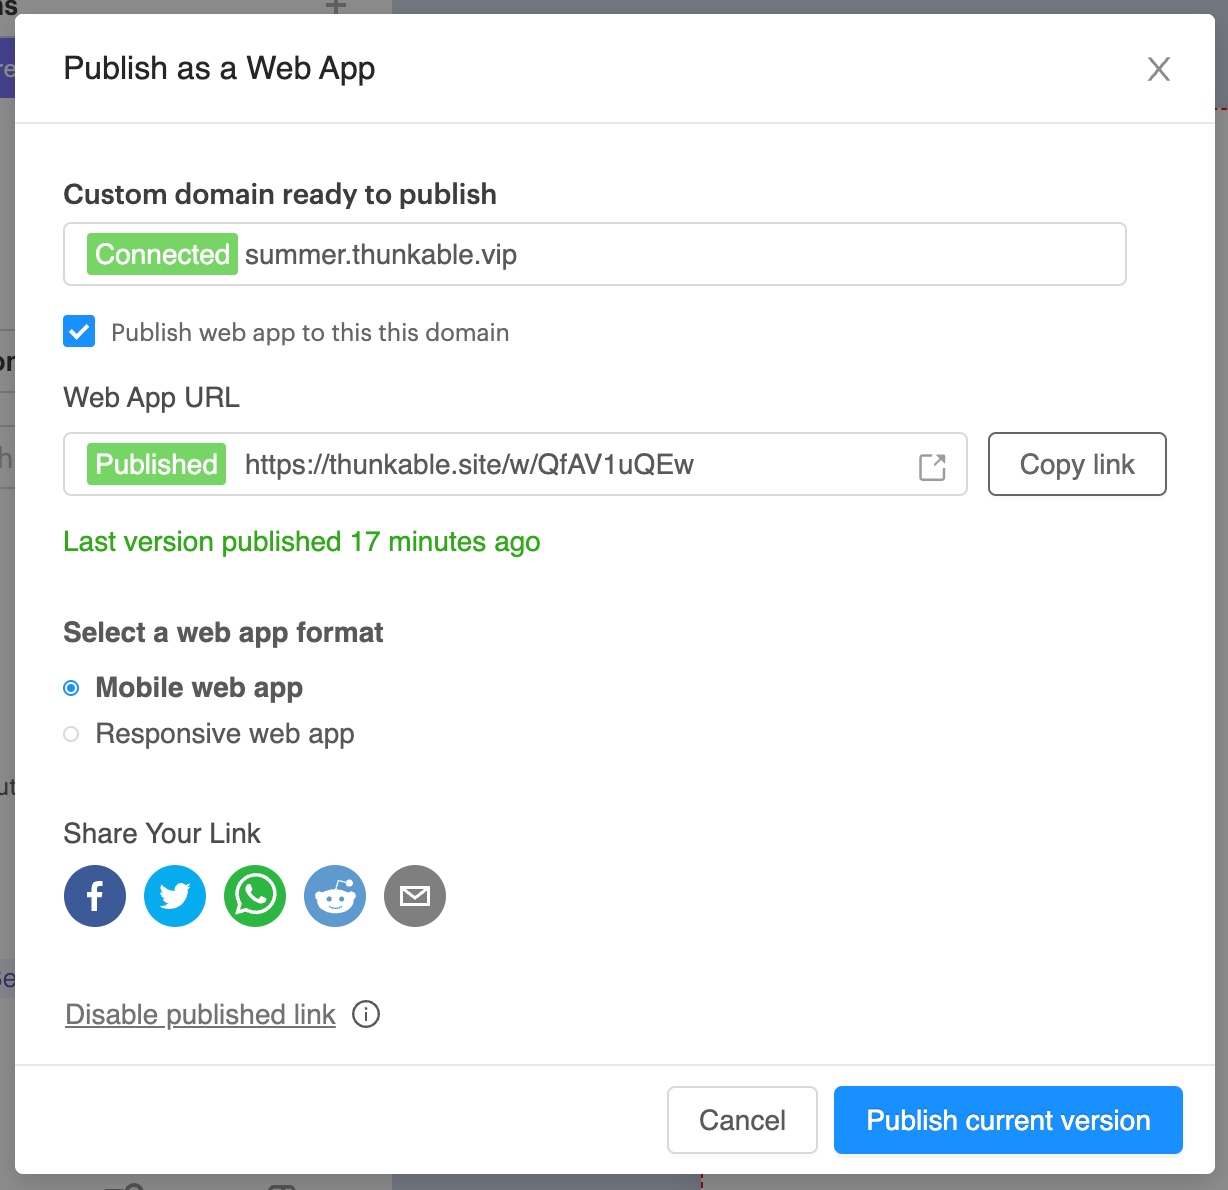 Publish as a Web App
Custom domain ready to publish
Connected summer.thunkable.vip
Publish web app to this this domain
Web App URL
Published https://thunkable.site/w/QfAV1uQEw
Copy link
Last version published 17 minutes ago
Select a web app format
Mobile web app
Responsive web app
Share Your Link
Disable published link
Cancel
Publish current version